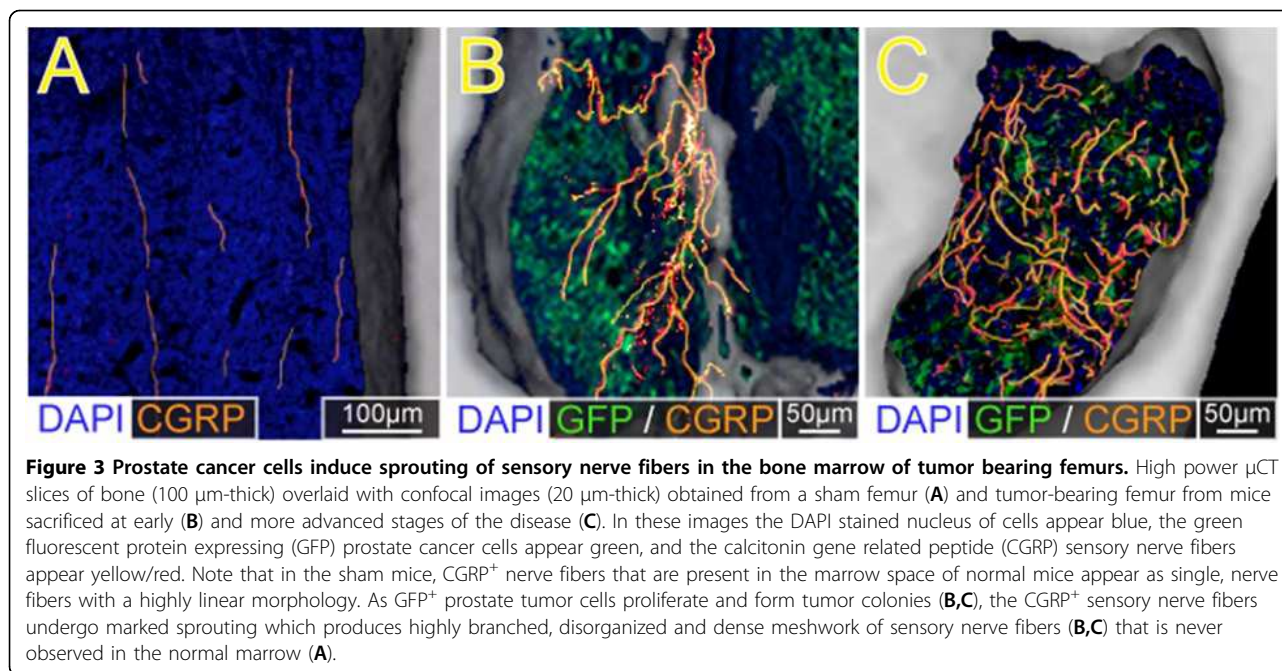 A
B
C
DAPI CGRP 100µm
DAPI GFP / CGRP 50µm
DAPI GFP / CGRP 50µm
Figure 3 Prostate cancer cells induce sprouting of sensory nerve fibers in the bone marrow of tumor bearing femurs. High power µCT
slices of bone (100 µm-thick) overlaid with confocal images (20 µm-thick) obtained from a sham femur (A) and tumor-bearing femur from mice
sacrificed at early (B) and more advanced stages of the disease (C). In these images the DAPI stained nucleus of cells appear blue, the green
fluorescent protein expressing (GFP) prostate cancer cells appear green, and the calcitonin gene related peptide (CGRP) sensory nerve fibers
appear yellow/red. Note that in the sham mice, CGRP+ nerve fibers that are present in the marrow space of normal mice appear as single, nerve
fibers with a highly linear morphology. As GFP+ prostate tumor cells proliferate and form tumor colonies (B,C), the CGRP+ sensory nerve fibers
undergo marked sprouting which produces highly branched, disorganized and dense meshwork of sensory nerve fibers (B,C) that is never
observed in the normal marrow (A).